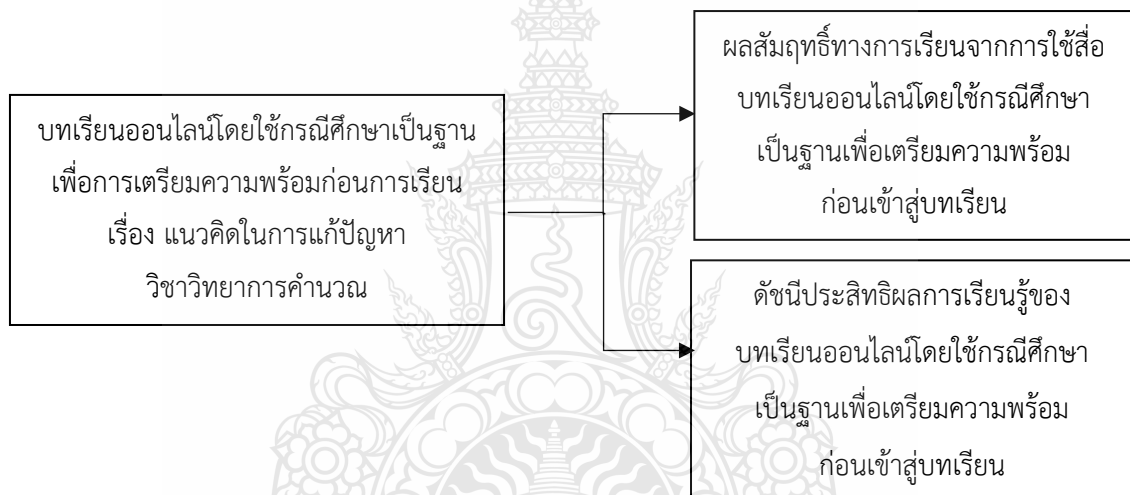 บทเรียนออนไลน์โดยใช้กรณีศึกษาเป็นฐาน
เพื่อการเตรียมความพร้อมก่อนการเรียน
เรื่อง แนวคิดในการแก้ปัญหา
วิชาวิทยาการคำนวณ
ผลสัมฤทธิ์ทางการเรียนจากการใช้สื่อ
บทเรียนออนไลน์โดยใช้กรณีศึกษา
เป็นฐานเพื่อเตรียมความพร้อม
ก่อนเข้าสู่บทเรียน
ดัชนีประสิทธิผลการเรียนรู้ของ
บทเรียนออนไลน์โดยใช้กรณีศึกษา
เป็นฐานเพื่อเตรียมความพร้อม
ก่อนเข้าสู่บทเรียน